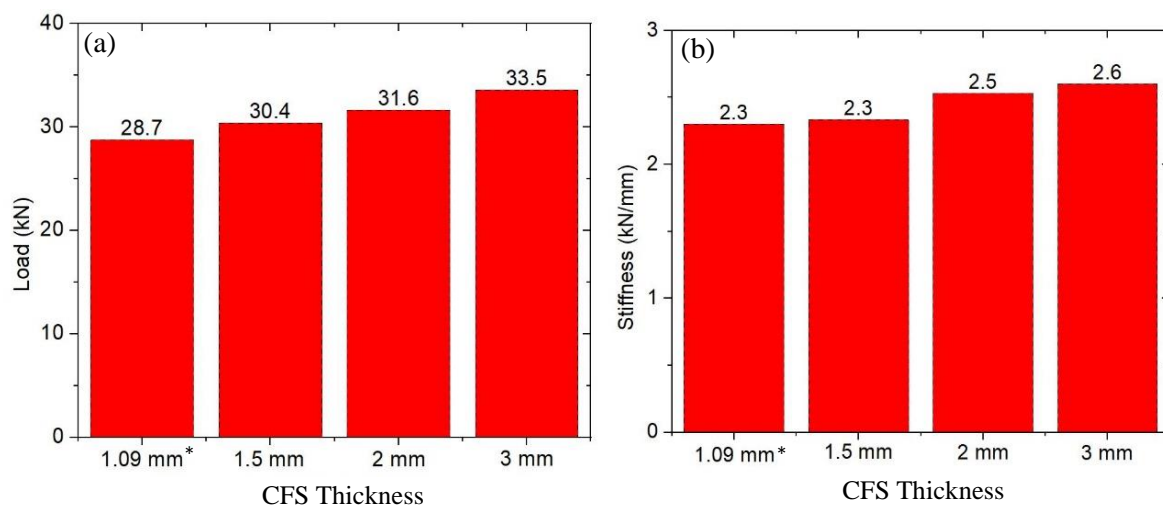 (a)
40
30
20
10
0
Load (kN)
28.7
30.4
31.6
33.5
1.09 mm*
1.5 mm
2 mm
3 mm
CFS Thickness
(b)
3
2
1
0
Stiffness (kN/mm)
2.3
2.3
2.5
2.6
1.09 mm*
1.5 mm
2 mm
3 mm
CFS Thickness